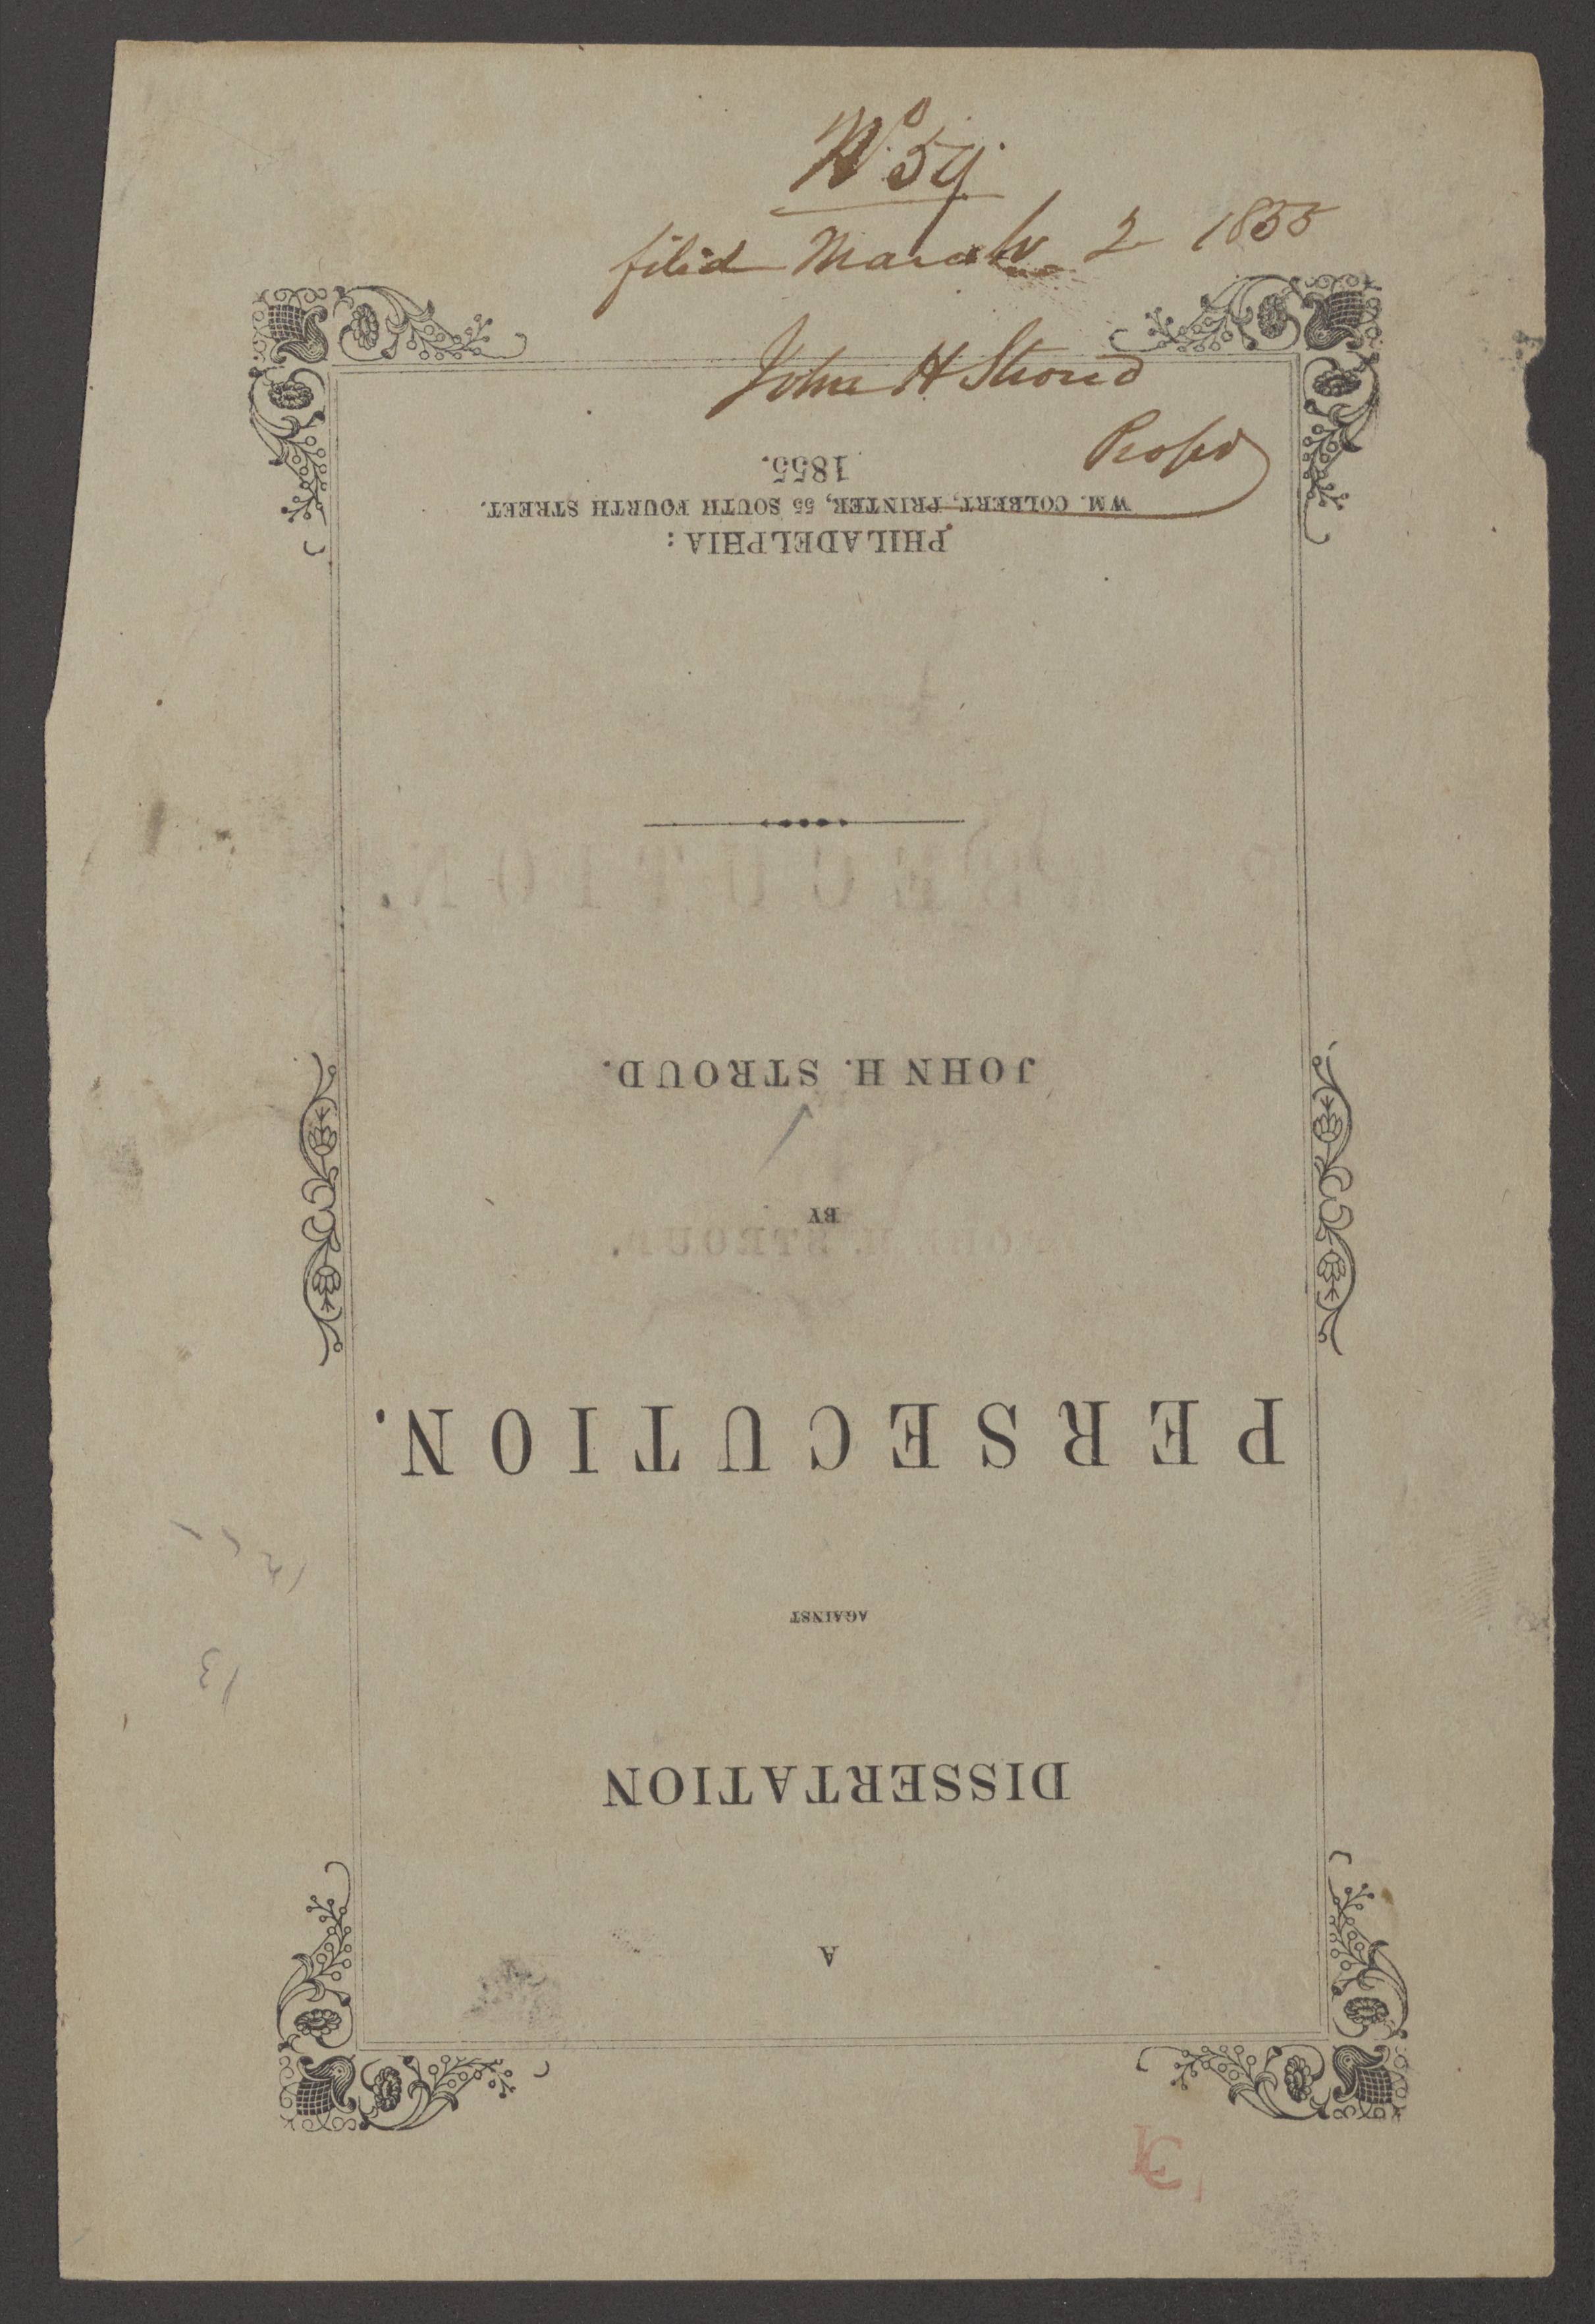 No 59.
filed March 2 1855
John H Stroud
Propr
A
DISSERTATION
AGAINST
PERSECUTION.
BY
JOHN H. STROUD.
PHILADELPHIA:
WM. COLBERT, PRINTER, 55 SOUTH FOURTH STREET.
1855.
13